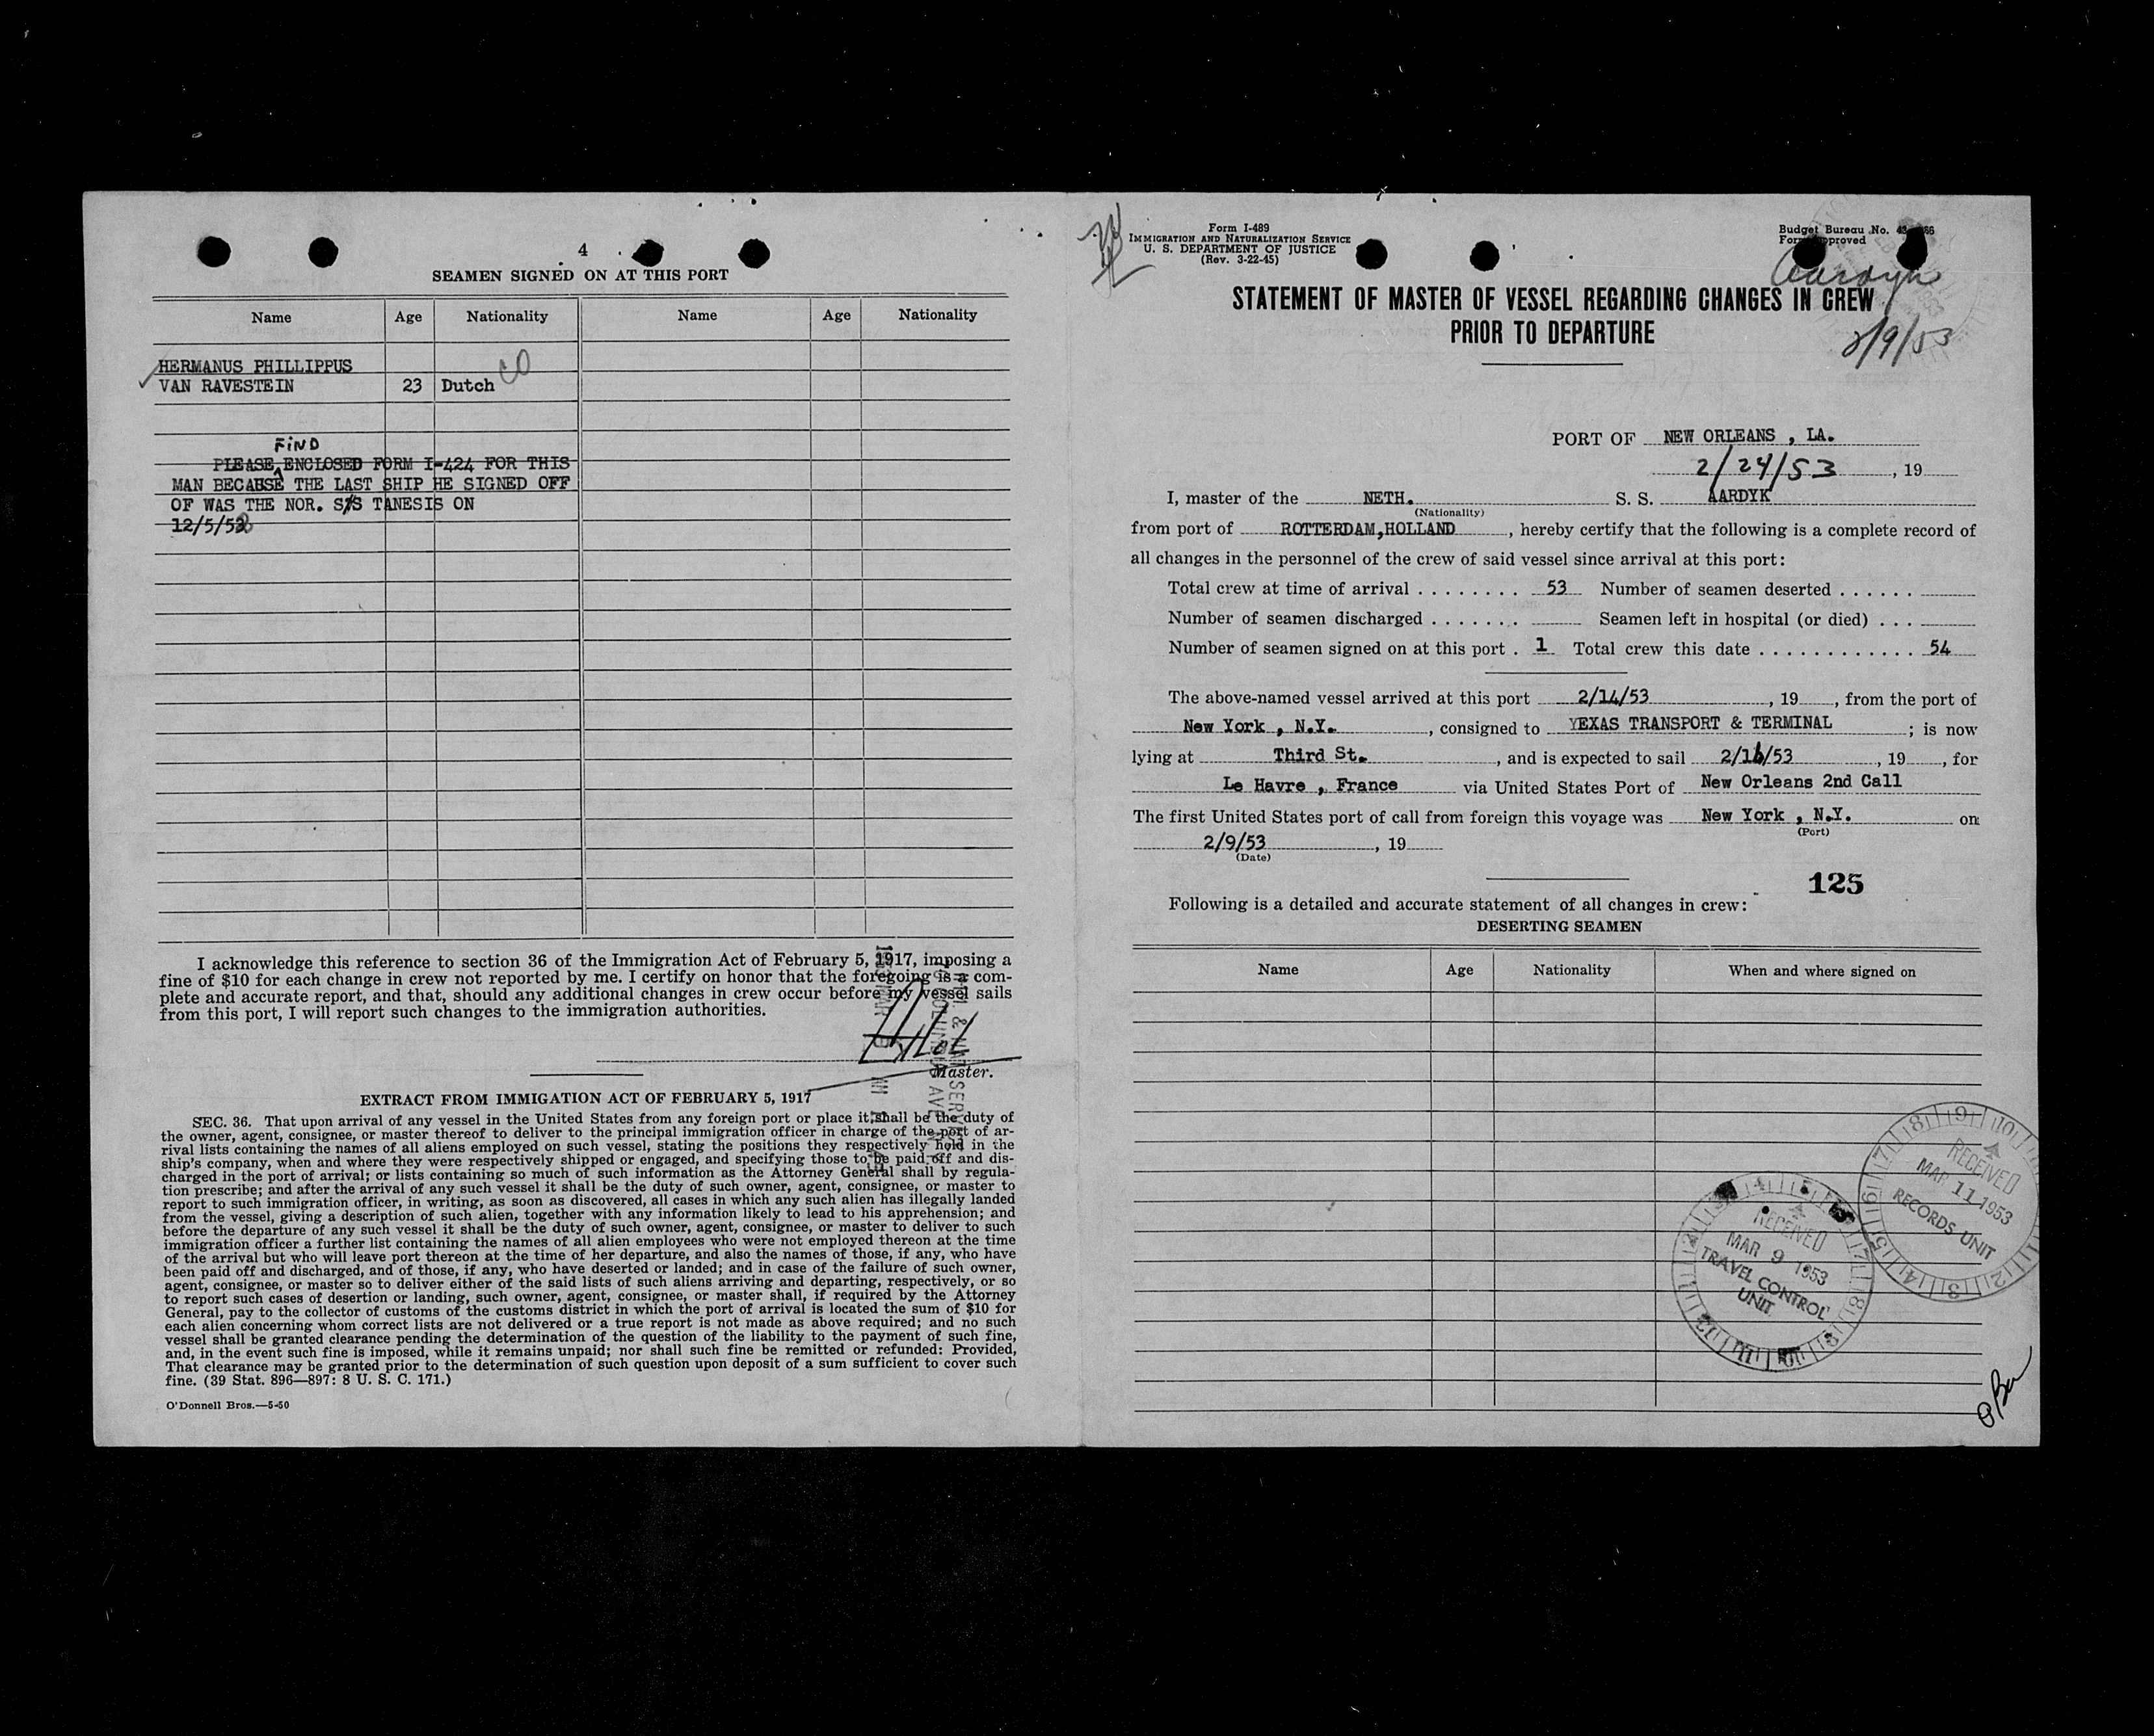 4
SEAMEN SIGNED ON AT THIS PORT
Name Age Nationality Name Age Nationality
HERMANUS PHILLIPPUS
VAN RAVESTEIN 23 Dutch
FIND
PLEASE ENCLOSED FORM I-424 FOR THIS
MAN BECAUSE THE LAST SHIP HE SIGNED OFF
OF WAS THE NOR. S/S TANESIS ON
12/5/52
I acknowledge this reference to section 36 of the Immigration Act of February 5, 1917, imposing a
fine of $10 for each change in crew not reported by me. I certify on honor that the foregoing is a com-
plete and accurate report, and that, should any additional changes in crew occur before my vessel sails
from this port, I will report such changes to the immigration authorities.
Master.
EXTRACT FROM IMMIGATION ACT OF FEBRUARY 5, 1917
SEC. 36. That upon arrival of any vessel in the United States from any foreign port or place it shall be the duty of
the owner, agent, consignee, or master thereof to deliver to the principal immigration officer in charge of the port of ar-
rival lists containing the names of all aliens employed on such vessel, stating the positions they respectively hold in the
ship's company, when and where they were respectively shipped or engaged, and specifying those to be paid off and dis-
charged in the port of arrival; or lists containing so much of such information as the Attorney General shall by regula-
tion prescribe; and after the arrival of any such vessel it shall be the duty of such owner, agent, consignee, or master to
report to such immigration officer, in writing, as soon as discovered, all cases in which any such alien has illegally landed
from the vessel, giving a description of such alien, together with any information likely to lead to his apprehension; and
before the departure of any such vessel it shall be the duty of such owner, agent, consignee, or master to deliver to such
immigration officer a further list containing the names of all alien employees who were not employed thereon at the time
of the arrival but who will leave port thereon at the time of her departure, and also the names of those, if any, who have
been paid off and discharged, and of those, if any, who have deserted or landed; and in case of the failure of such owner,
agent, consignee, or master so to deliver either of the said lists of such aliens arriving and departing, respectively, or so
to report such cases of desertion or landing, such owner, agent, consignee, or master shall, if required by the Attorney
General, pay to the collector of customs of the customs district in which the port of arrival is located the sum of $10 for
each alien concerning whom correct lists are not delivered or a true report is not made as above required; and no such
vessel shall be granted clearance pending the determination of the question of the liability to the payment of such fine,
and, in the event such fine is imposed, while it remains unpaid; nor shall such fine be remitted or refunded: Provided,
That clearance may be granted prior to the determination of such question upon deposit of a sum sufficient to cover such
fine. (39 Stat. 896—897: 8 U. S. C. 171.)
O'Donnell Bros.—5-50
Form I-489
IMMIGRATION AND NATURALIZATION SERVICE
U. S. DEPARTMENT OF JUSTICE
(Rev. 3-22-45)
Budget Bureau No.
Form approved
Aardyk
2/9/53
STATEMENT OF MASTER OF VESSEL REGARDING CHANGES IN CREW
PRIOR TO DEPARTURE
PORT OF NEW ORLEANS , LA.
2/24/53 , 19
I, master of the NETH. S. S. AARDYK
(Nationality)
from port of ROTTERDAM,HOLLAND , hereby certify that the following is a complete record of
all changes in the personnel of the crew of said vessel since arrival at this port:
Total crew at time of arrival . . . . . . . . 53 Number of seamen deserted . . . . . .
Number of seamen discharged . . . . . . . Seamen left in hospital (or died) . . .
Number of seamen signed on at this port . 1 Total crew this date . . . . . . . . . . . . 54
The above-named vessel arrived at this port 2/14/53 , 19 , from the port of
New York , N.Y. , consigned to YEXAS TRANSPORT & TERMINAL ; is now
lying at Third St. , and is expected to sail 2/16/53 , 19 , for
Le Havre , France via United States Port of New Orleans 2nd Call
The first United States port of call from foreign this voyage was New York , N.Y. on
(Port)
2/9/53 , 19
(Date)
125
Following is a detailed and accurate statement of all changes in crew:
DESERTING SEAMEN
Name Age Nationality When and where signed on
RECEIVED
MAR 11 1953
RECORDS UNIT
RECEIVED
MAR 9 1953
TRAVEL CONTROL
UNIT